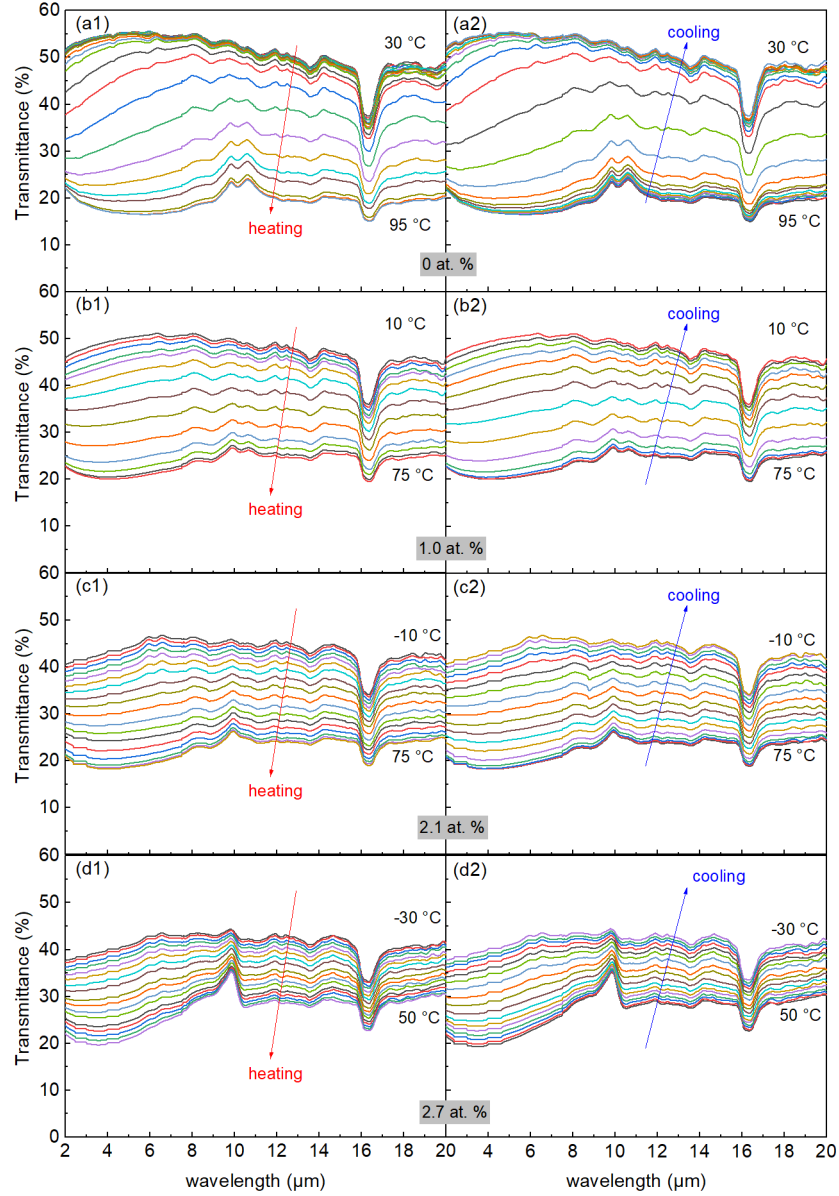 60
(a1)
(a2)
cooling
50
30 °C
30 °C
40
Transmittance (%)
30
20
95 °C
95 °C
heating
10
0 at. %
60
(b1)
(b2)
cooling
10 °C
10 °C
50
40
Transmittance (%)
30
20
75 °C
75 °C
heating
10
1.0 at. %
60
(c1)
(c2)
cooling
50
-10 °C
-10 °C
40
Transmittance (%)
30
20
75 °C
75 °C
heating
10
2.1 at. %
60
(d1)
(d2)
cooling
50
-30 °C
-30 °C
40
Transmittance (%)
30
50 °C
50 °C
20
heating
10
2.7 at. %
0
2 4 6 8 10 12 14 16 18 20 4 6 8 10 12 14 16 18 20
wavelength (μm) wavelength (μm)